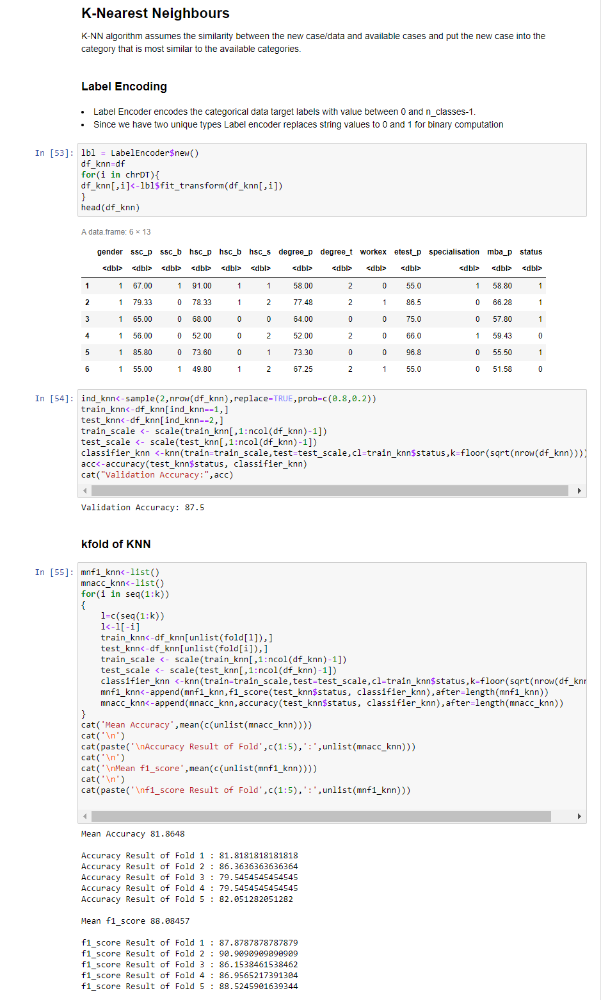 K-Nearest Neighbours
K-NN algorithm assumes the similarity between the new case/data and available cases and put the new case into the
category that is most similar to the available categories.
Label Encoding
• Label Encoder encodes the categorical data target labels with value between 0 and n_classes-1.
• Since we have two unique types Label encoder replaces string values to 0 and 1 for binary computation
In [53]: lbl = LabelEncoder$new()
df_knn=df
for(i in chrDT){
df_knn[,i]<-lbl$fit_transform(df_knn[,i])
}
head(df_knn)
A data.frame: 6 × 13
gender ssc_p ssc_b hsc_p hsc_b hsc_s degree_p degree_t workex etest_p specialisation mba_p status
<dbl> <dbl> <dbl> <dbl> <dbl> <dbl> <dbl> <dbl> <dbl> <dbl> <dbl> <dbl> <dbl>
1 1 67.00 1 91.00 1 1 58.00 2 0 55.0 1 58.80 1
2 1 79.33 0 78.33 1 2 77.48 2 1 86.5 0 66.28 1
3 1 65.00 0 68.00 0 0 64.00 0 0 75.0 0 57.80 1
4 1 56.00 0 52.00 0 2 52.00 2 0 66.0 1 59.43 0
5 1 85.80 0 73.60 0 1 73.30 0 0 96.8 0 55.50 1
6 1 55.00 1 49.80 1 2 67.25 2 1 55.0 0 51.58 0
In [54]: ind_knn<-sample(2,nrow(df_knn),replace=TRUE,prob=c(0.8,0.2))
train_knn<-df_knn[ind_knn==1,]
test_knn<-df_knn[ind_knn==2,]
train_scale <- scale(train_knn[,1:ncol(df_knn)-1])
test_scale <- scale(test_knn[,1:ncol(df_knn)-1])
classifier_knn <-knn(train=train_scale,test=test_scale,cl=train_knn$status,k=floor(sqrt(nrow(df_knn))))
acc<-accuracy(test_knn$status, classifier_knn)
cat("Validation Accuracy:",acc)
Validation Accuracy: 87.5
kfold of KNN
In [55]: mnf1_knn<-list()
mnacc_knn<-list()
for(i in seq(1:k))
{
l=c(seq(1:k))
l<-l[-i]
train_knn<-df_knn[unlist(fold[l]),]
test_knn<-df_knn[unlist(fold[i]),]
train_scale <- scale(train_knn[,1:ncol(df_knn)-1])
test_scale <- scale(test_knn[,1:ncol(df_knn)-1])
classifier_knn <-knn(train=train_scale,test=test_scale,cl=train_knn$status,k=floor(sqrt(nrow(df_knn
mnf1_knn<-append(mnf1_knn,f1_score(test_knn$status, classifier_knn),after=length(mnf1_knn))
mnacc_knn<-append(mnacc_knn,accuracy(test_knn$status, classifier_knn),after=length(mnacc_knn))
}
cat('Mean Accuracy',mean(c(unlist(mnacc_knn))))
cat('\n')
cat(paste('\nAccuracy Result of Fold',c(1:5),':',unlist(mnacc_knn)))
cat('\n')
cat('\nMean f1_score',mean(c(unlist(mnf1_knn))))
cat('\n')
cat(paste('\nf1_score Result of Fold',c(1:5),':',unlist(mnf1_knn)))
Mean Accuracy 81.8648
Accuracy Result of Fold 1 : 81.8181818181818
Accuracy Result of Fold 2 : 86.3636363636364
Accuracy Result of Fold 3 : 79.5454545454545
Accuracy Result of Fold 4 : 79.5454545454545
Accuracy Result of Fold 5 : 82.051282051282
Mean f1_score 88.08457
f1_score Result of Fold 1 : 87.8787878787879
f1_score Result of Fold 2 : 90.9090909090909
f1_score Result of Fold 3 : 86.1538461538462
f1_score Result of Fold 4 : 86.9565217391304
f1_score Result of Fold 5 : 88.5245901639344